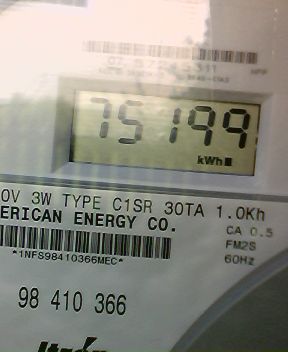 75199
kWh
0V 3W TYPE C1SR 30TA 1.0Kh
ERICAN ENERGY CO.
CA 0.5
FM2S
*1NFS98410366MEC*
60Hz
98 410 366
Itrón